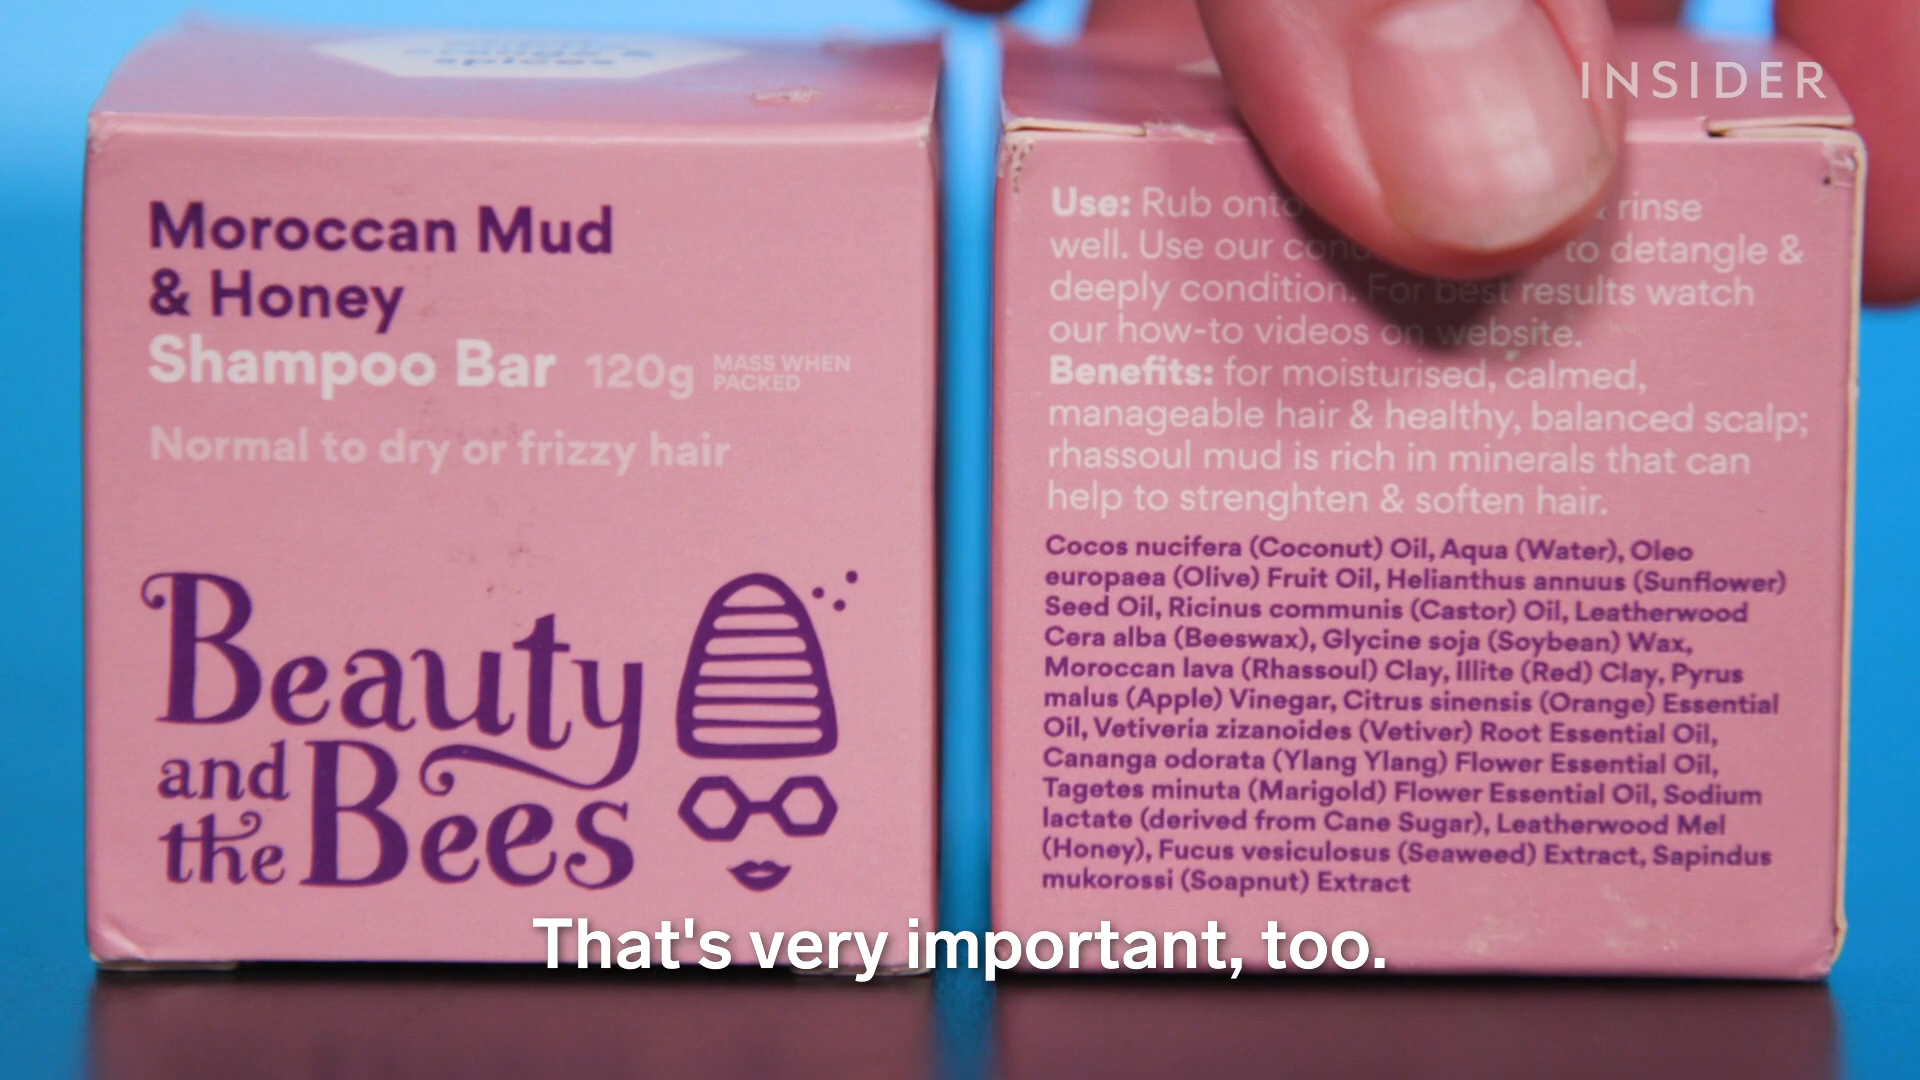 spices
INSIDER
Moroccan Mud
& Honey
Shampoo Bar 120g MASS WHEN
PACKED
Normal to dry or frizzy hair
Beauty
and the Bees
Use: Rub onto & rinse
well. Use our to detangle &
deeply condition. For best results watch
our how-to videos on website.
Benefits: for moisturised, calmed,
manageable hair & healthy, balanced scalp;
rhassoul mud is rich in minerals that can
help to strenghten & soften hair.
Cocos nucifera (Coconut) Oil, Aqua (Water), Oleo
europaea (Olive) Fruit Oil, Helianthus annuus (Sunflower)
Seed Oil, Ricinus communis (Castor) Oil, Leatherwood
Cera alba (Beeswax), Glycine soja (Soybean) Wax,
Moroccan lava (Rhassoul) Clay, Illite (Red) Clay, Pyrus
malus (Apple) Vinegar, Citrus sinensis (Orange) Essential
Oil, Vetiveria zizanoides (Vetiver) Root Essential Oil,
Cananga odorata (Ylang Ylang) Flower Essential Oil,
Tagetes minuta (Marigold) Flower Essential Oil, Sodium
lactate (derived from Cane Sugar), Leatherwood Mel
(Honey), Fucus vesiculosus (Seaweed) Extract, Sapindus
mukorossi (Soapnut) Extract
That's very important, too.